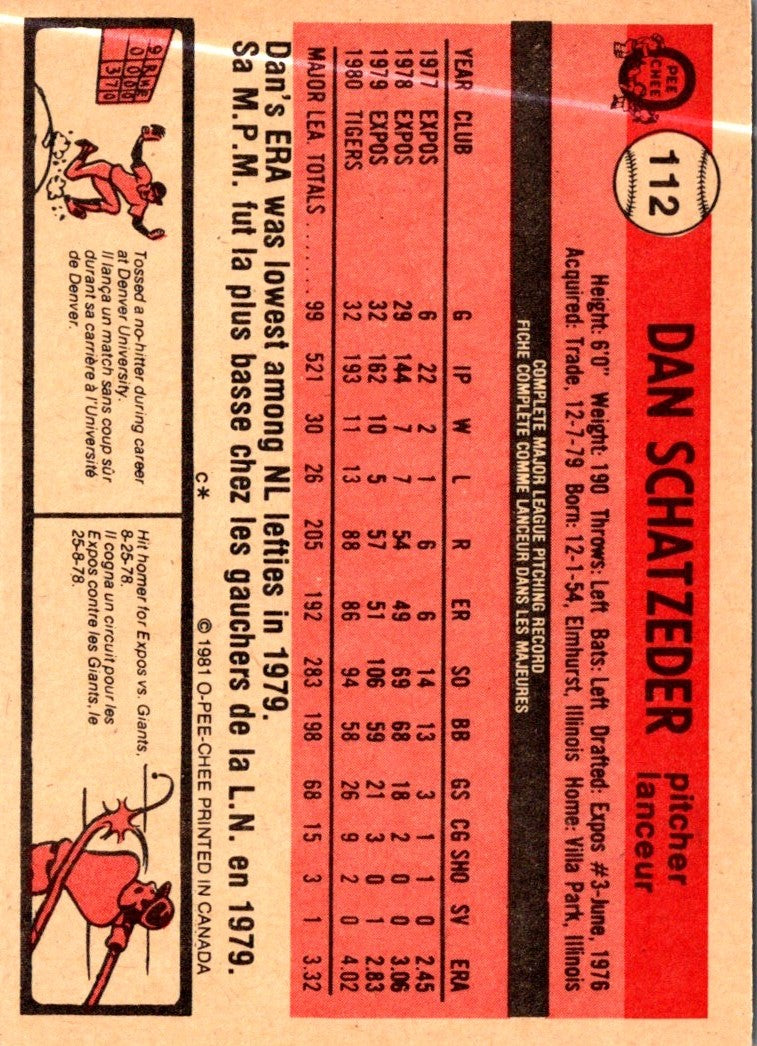 O
PEE
CHEE
112
DAN SCHATZEDER pitcher
lanceur
Height: 6'0" Weight: 190 Throws: Left Bats: Left Drafted: Expos #3-June, 1976
Acquired: Trade, 12-7-79 Born: 12-1-54, Elmhurst, Illinois Home: Villa Park, Illinois
COMPLETE MAJOR LEAGUE PITCHING RECORD
FICHE COMPLÈTE COMME LANCEUR DANS LES MAJEURES
YEAR CLUB G IP W L R ER SO BB GS CG SHO SV ERA
1977 EXPOS 6 22 2 1 6 6 14 13 3 1 1 0 2.45
1978 EXPOS 29 144 7 7 54 49 69 68 18 2 0 0 3.06
1979 EXPOS 32 162 10 5 57 51 106 59 21 3 0 1 2.83
1980 TIGERS 32 193 11 13 88 86 94 58 26 9 2 0 4.02
MAJOR LEA. TOTALS ....... 99 521 30 26 205 192 283 198 68 15 3 1 3.32
Dan's ERA was lowest among NL lefties in 1979.
Sa M.P.M. fut la plus basse chez les gauchers de la L.N. en 1979.
C* © 1981 O-PEE-CHEE PRINTED IN CANADA
9
RHE
000
0
370
Tossed a no-hitter during career
at Denver University.
Il lança un match sans coup sûr
durant sa carrière à l'Université
de Denver.
Hit homer for Expos vs. Giants,
8-25-78.
Il cogna un circuit pour les
Expos contre les Giants, le
25-8-78.